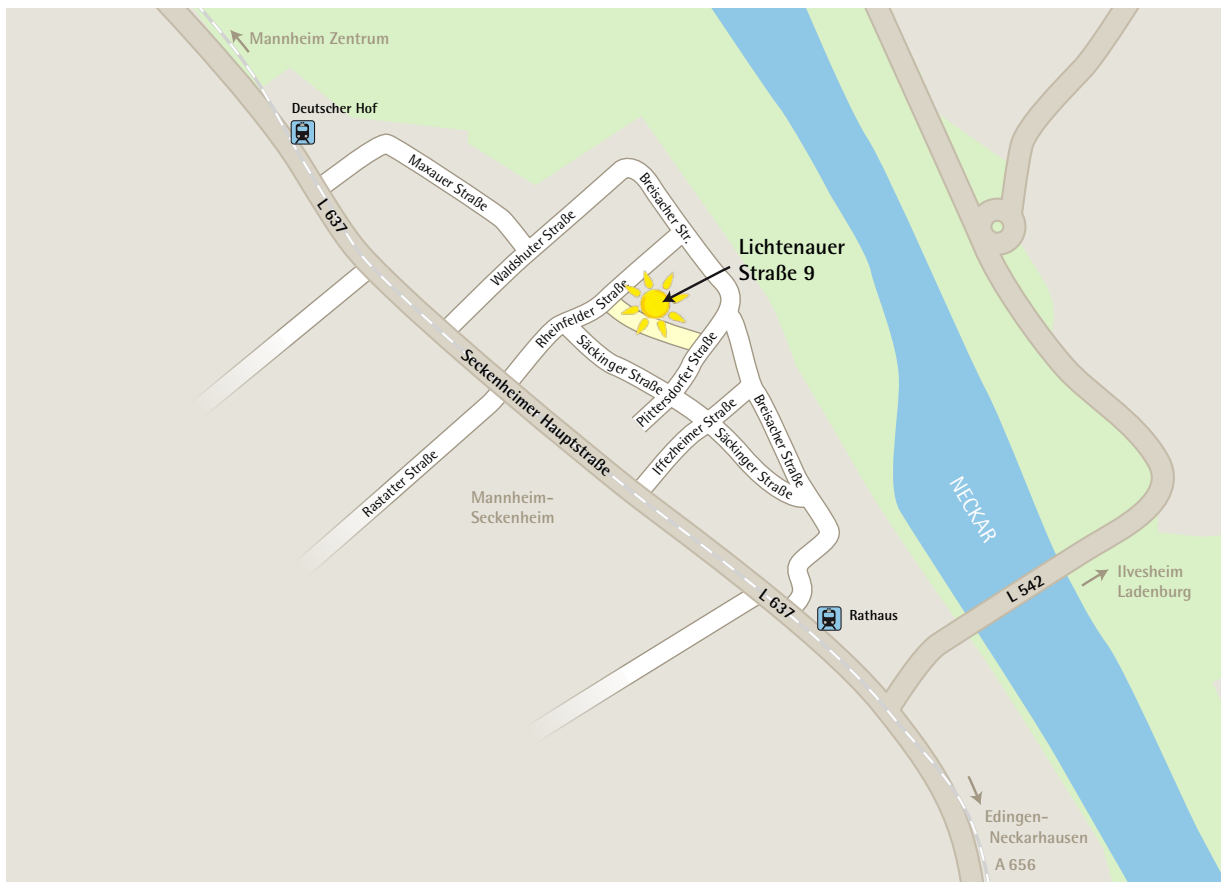 Mannheim Zentrum
Deutscher Hof
Maxauer Straße
L 637
Waldshuter Straße
Breisacher Str.
Lichtenauer
Straße 9
Rheinfelder Straße
Säckinger Straße
Plittersdorfer Straße
Seckenheimer Hauptstraße
Iffezheimer Straße
Breisacher Straße
Säckinger Straße
Rastatter Straße
Mannheim-
Seckenheim
NECKAR
Ilvesheim
Ladenburg
L 542
L 637
Rathaus
Edingen-
Neckarhausen
A 656